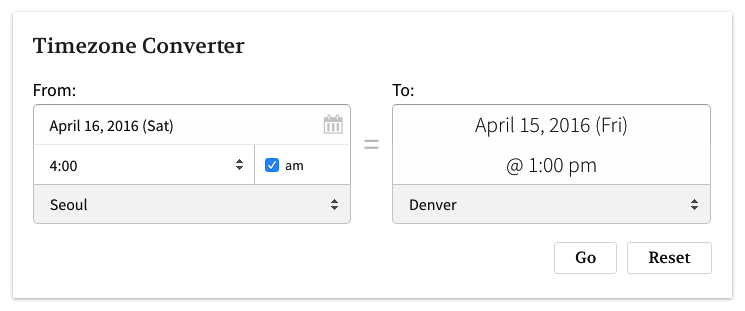 Timezone Converter
From:
April 16, 2016 (Sat)
4:00
am
Seoul
=
To:
April 15, 2016 (Fri)
@ 1:00 pm
Denver
Go
Reset